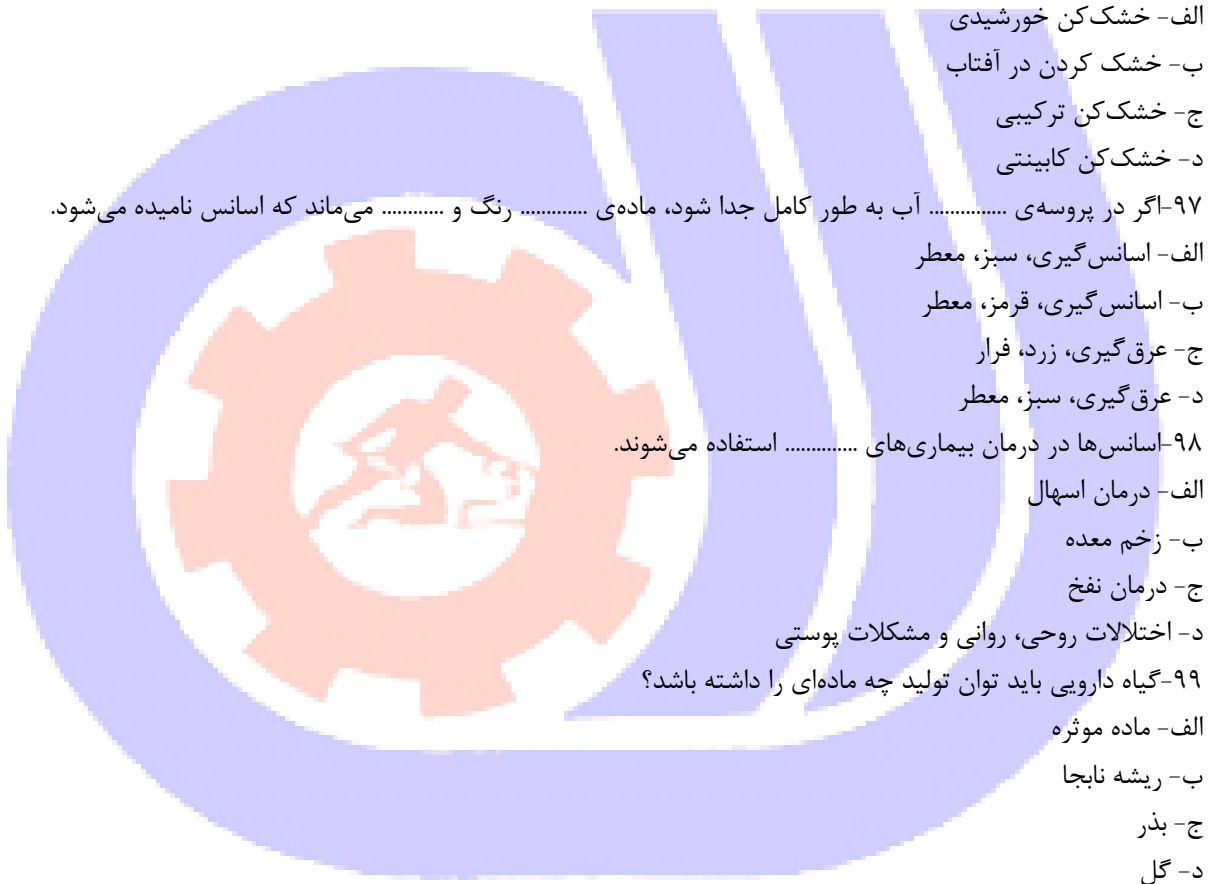 الف- خشک‌کن خورشیدی
ب- خشک کردن در آفتاب
ج- خشک‌کن ترکیبی
د- خشک‌کن کابینتی
۹۷-اگر در پروسه‌ی ............... آب به طور کامل جدا شود، ماده‌ی ............. رنگ و ............ می‌ماند که اسانس نامیده می‌شود.
الف- اسانس‌گیری، سبز، معطر
ب- اسانس‌گیری، قرمز، معطر
ج- عرق‌گیری، زرد، فرار
د- عرق‌گیری، سبز، معطر
۹۸-اسانس‌ها در درمان بیماری‌های .............. استفاده می‌شوند.
الف- درمان اسهال
ب- زخم معده
ج- درمان نفخ
د- اختلالات روحی، روانی و مشکلات پوستی
۹۹-گیاه دارویی باید توان تولید چه ماده‌ای را داشته باشد؟
الف- ماده موثره
ب- ریشه نابجا
ج- بذر
د- گل